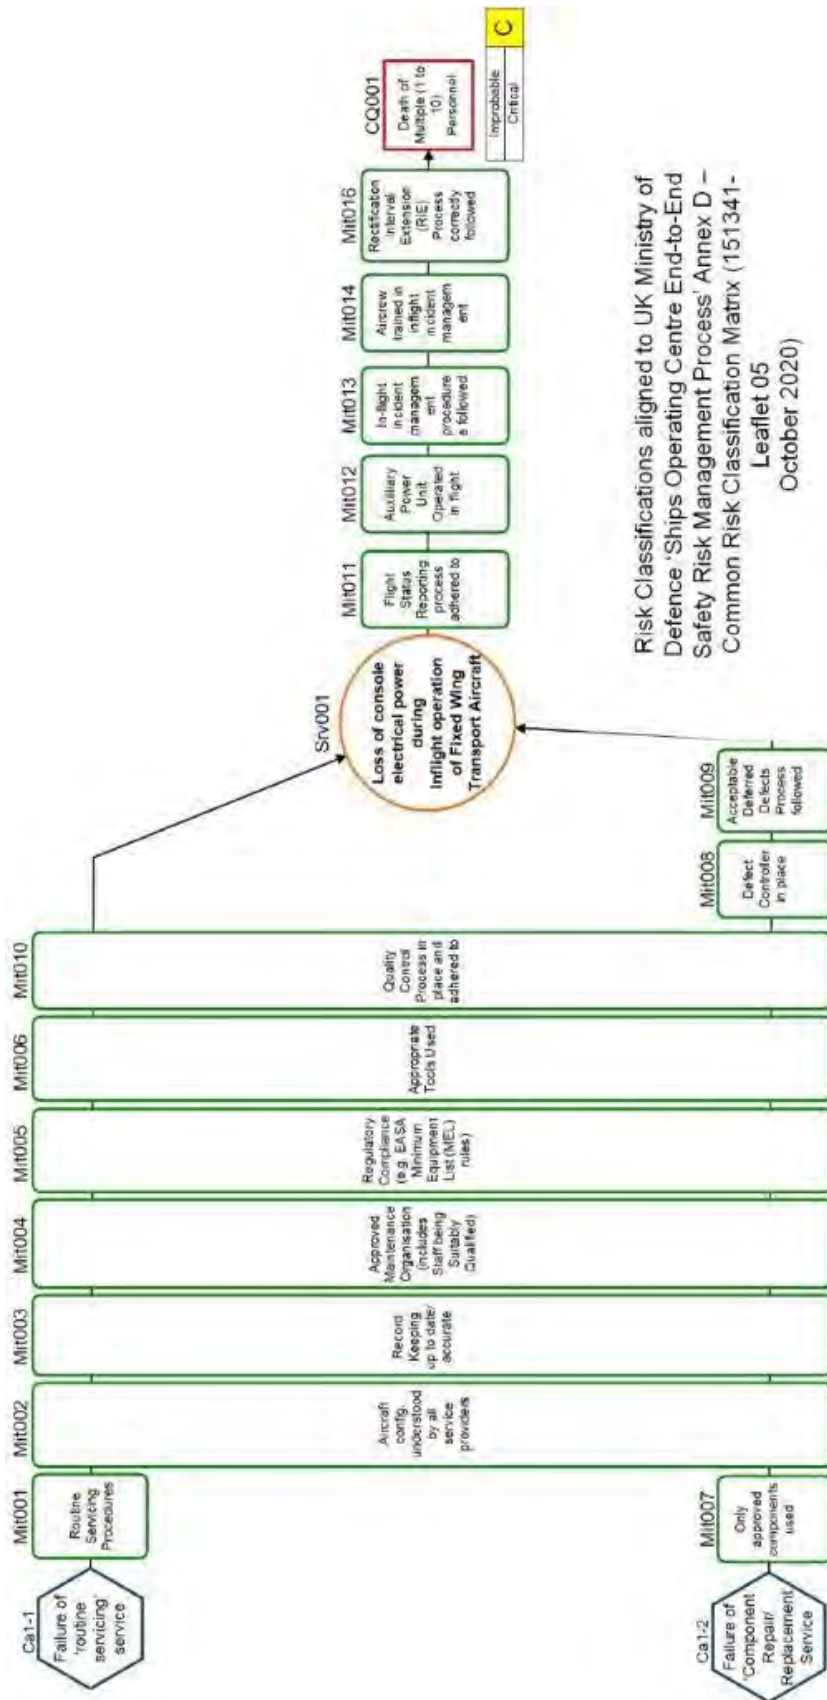 Ca1-1
Failure of
'routine
servicing'
service
Mit001
Routine
Servicing
Procedures
Mit002
Aircraft
config.
understood
by all
service
providers
Mit003
Record
Keeping
up to date/
accurate
Mit004
Approved
Maintenance
Organisation
(includes
Staff being
Suitably
Qualified)
Mit005
Regulatory
Compliance
(e.g. EASA
Minimum
Equipment
List (MEL)
rules)
Mit006
Appropriate
Tools Used
Mit010
Quality
Control
Process in
place and
adhered to
Ca1-2
Failure of
'Component
Repair/
Replacement
Service
Mit007
Only
approved
components
used
Mit008
Defect
Controller
in place
Mit009
Acceptable
Deferred
Defects
Process
followed
Srv001
Loss of console
electrical power
during
Inflight operation
of Fixed Wing
Transport Aircraft
Mit011
Flight
Status
Reporting
process
adhered to
Mit012
Auxiliary
Power
Unit
Operated
in flight
Mit013
In-flight
incident
managem
ent
procedure
s followed
Mit014
Aircrew
trained in
inflight
incident
managem
ent
Mit016
Rectification
Interval
Extension
(RIE)
Process
correctly
followed
CQ001
Death of
Multiple (1 to
10)
Personnel
Improbable
Critical
C
Risk Classifications aligned to UK Ministry of
Defence 'Ships Operating Centre End-to-End
Safety Risk Management Process' Annex D –
Common Risk Classification Matrix (151341-
Leaflet 05
October 2020)